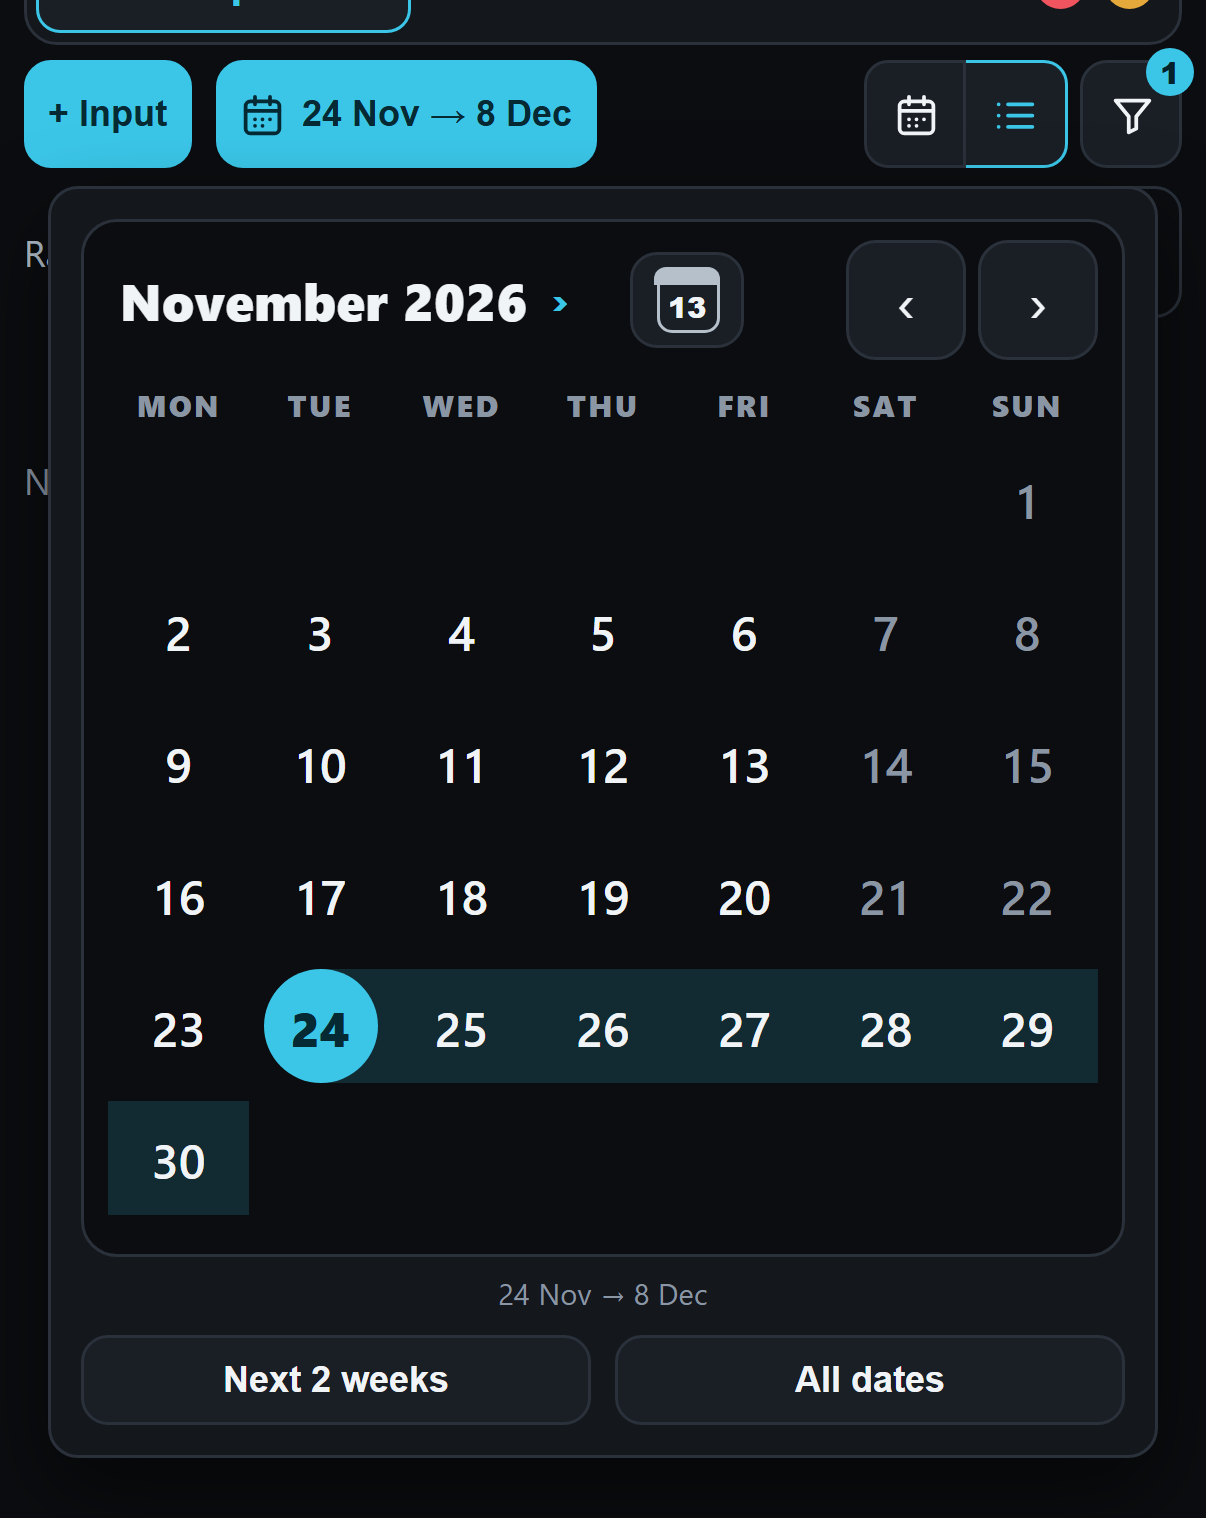 1
+ Input
24 Nov → 8 Dec
November 2026 ›
13
‹ ›
MON TUE WED THU FRI SAT SUN
1
2 3 4 5 6 7 8
9 10 11 12 13 14 15
16 17 18 19 20 21 22
23 24 25 26 27 28 29
30
24 Nov → 8 Dec
Next 2 weeks
All dates